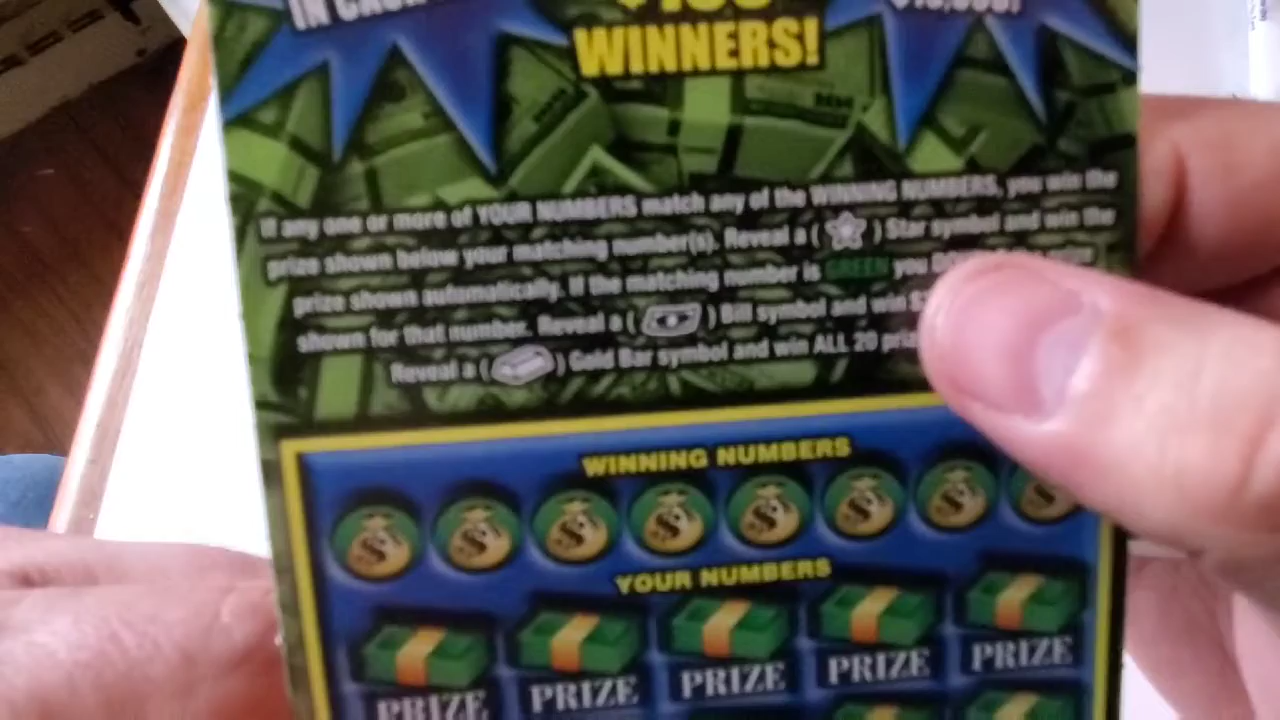 IN CASH
$100
WINNERS!
If any one or more of YOUR NUMBERS match any of the WINNING NUMBERS, you win the
prize shown below your matching number(s). Reveal a ( ) Star symbol and win the
prize shown automatically. If the matching number is GREEN you
shown for that number. Reveal a ( ) Bill symbol and win
Reveal a ( ) Gold Bar symbol and win ALL 20
WINNING NUMBERS
YOUR NUMBERS
PRIZE PRIZE PRIZE PRIZE PRIZE